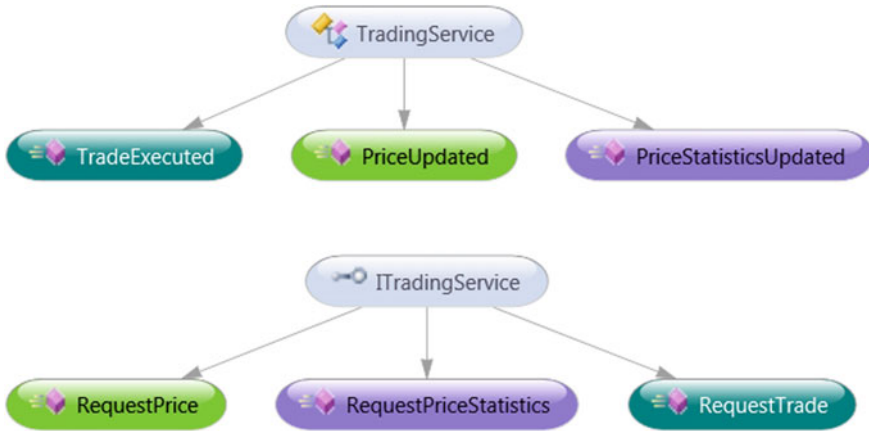 TradingService
TradeExecuted
PriceUpdated
PriceStatisticsUpdated
ITradingService
RequestPrice
RequestPriceStatistics
RequestTrade